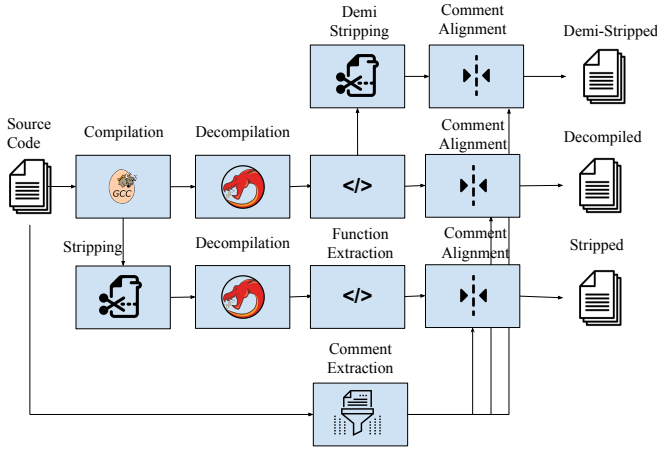 Demi
Stripping
Comment
Alignment
Demi-Stripped
Source
Code
Compilation
Decompilation
Comment
Alignment
Decompiled
GCC
</>
Stripping
Decompilation
Function
Extraction
Comment
Alignment
Stripped
</>
Comment
Extraction